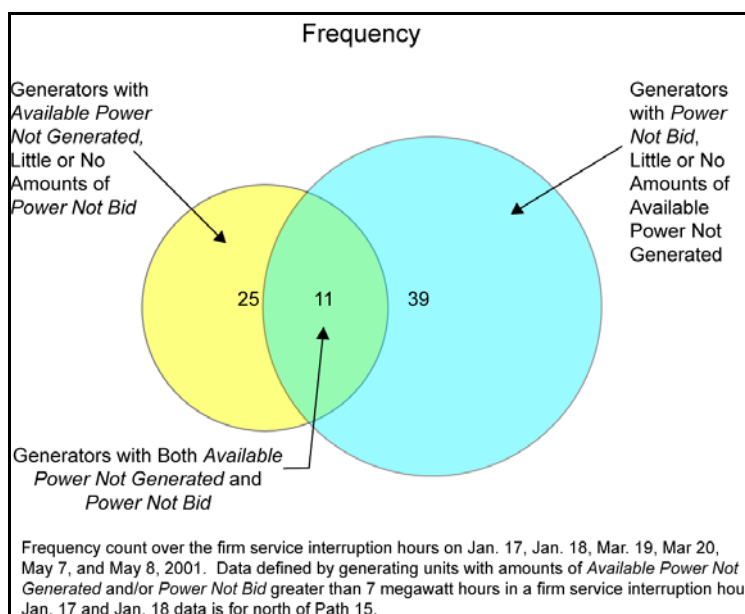 Frequency
Generators with
Available Power
Not Generated,
Little or No
Amounts of
Power Not Bid
Generators
with Power
Not Bid,
Little or No
Amounts of
Available
Power Not
Generated
25
11
39
Generators with Both Available
Power Not Generated and
Power Not Bid
Frequency count over the firm service interruption hours on Jan. 17, Jan. 18, Mar. 19, Mar 20,
May 7, and May 8, 2001. Data defined by generating units with amounts of Available Power Not
Generated and/or Power Not Bid greater than 7 megawatt hours in a firm service interruption hou
Jan. 17 and Jan. 18 data is for north of Path 15.